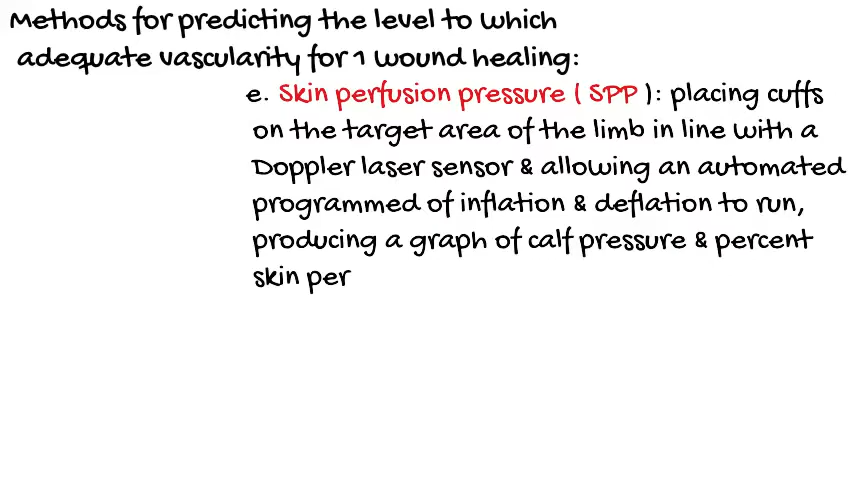 Methods for predicting the level to which
adequate vascularity for 1 wound healing:
e. Skin perfusion pressure ( SPP ): placing cuffs
on the target area of the limb in line with a
Doppler laser sensor & allowing an automated
programmed of inflation & deflation to run,
producing a graph of calf pressure & percent
skin per